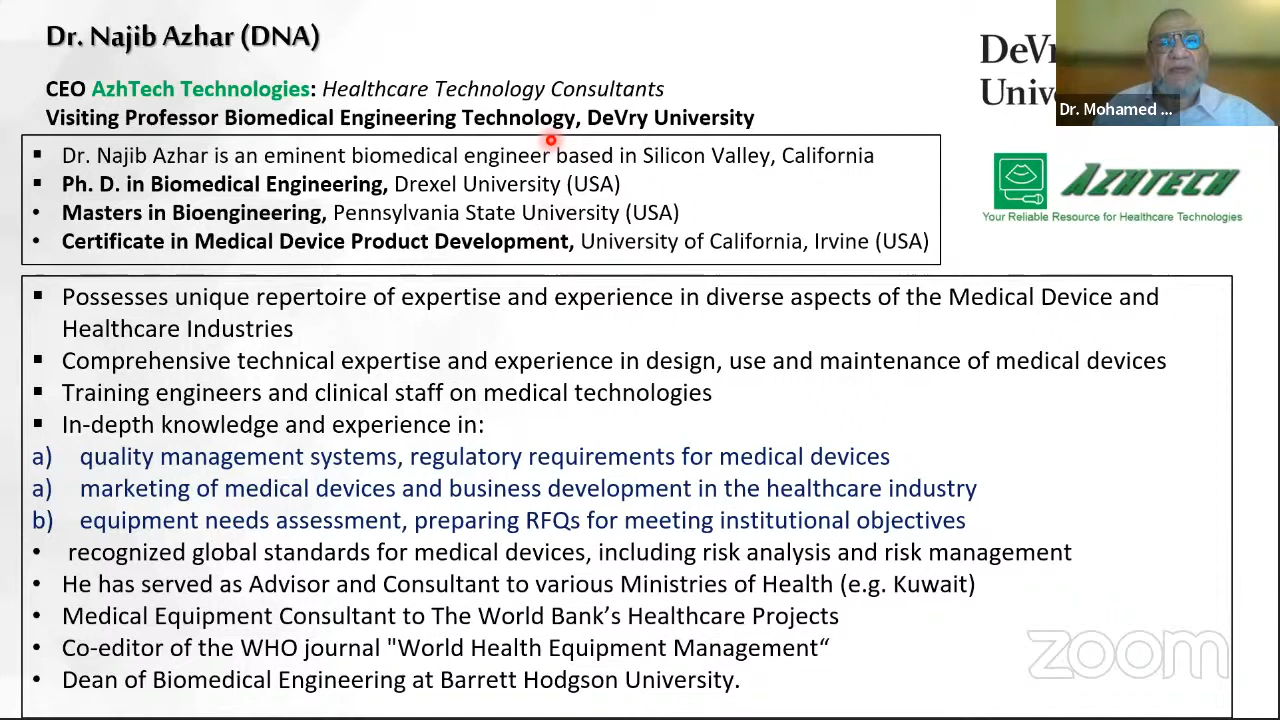 Dr. Najib Azhar (DNA)
CEO AzhTech Technologies: Healthcare Technology Consultants
Visiting Professor Biomedical Engineering Technology, DeVry University
DeVr
Unive
Dr. Mohamed ...
▪ Dr. Najib Azhar is an eminent biomedical engineer based in Silicon Valley, California
▪ Ph. D. in Biomedical Engineering, Drexel University (USA)
• Masters in Bioengineering, Pennsylvania State University (USA)
• Certificate in Medical Device Product Development, University of California, Irvine (USA)
AZHTECH
Your Reliable Resource for Healthcare Technologies
▪ Possesses unique repertoire of expertise and experience in diverse aspects of the Medical Device and
Healthcare Industries
▪ Comprehensive technical expertise and experience in design, use and maintenance of medical devices
▪ Training engineers and clinical staff on medical technologies
▪ In-depth knowledge and experience in:
a) quality management systems, regulatory requirements for medical devices
a) marketing of medical devices and business development in the healthcare industry
b) equipment needs assessment, preparing RFQs for meeting institutional objectives
• recognized global standards for medical devices, including risk analysis and risk management
• He has served as Advisor and Consultant to various Ministries of Health (e.g. Kuwait)
• Medical Equipment Consultant to The World Bank’s Healthcare Projects
• Co-editor of the WHO journal "World Health Equipment Management“
• Dean of Biomedical Engineering at Barrett Hodgson University.
zoom